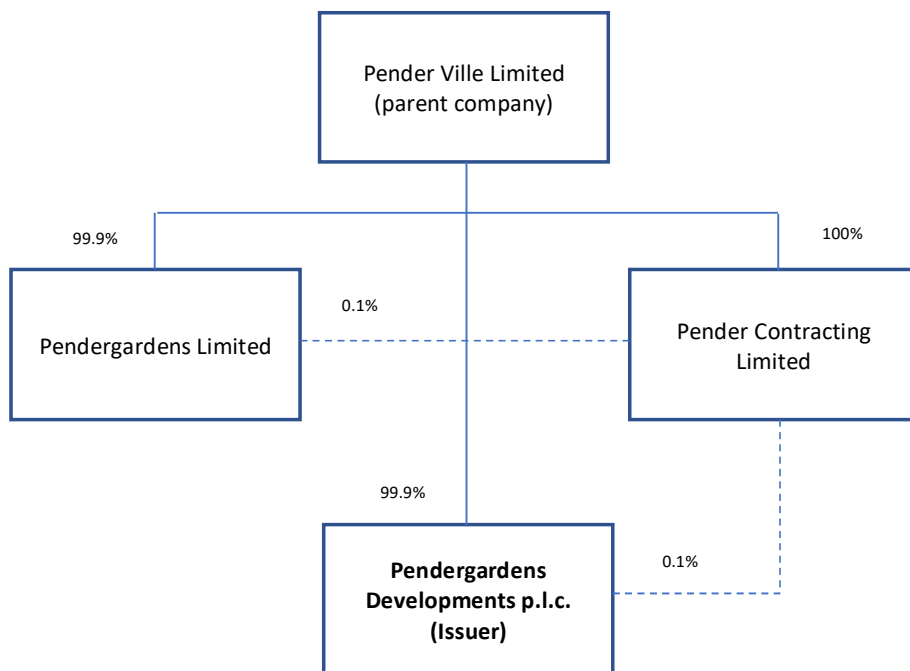 Pender Ville Limited
(parent company)
99.9%
100%
0.1%
Pendergardens Limited
Pender Contracting
Limited
99.9%
0.1%
Pendergardens
Developments p.l.c.
(Issuer)